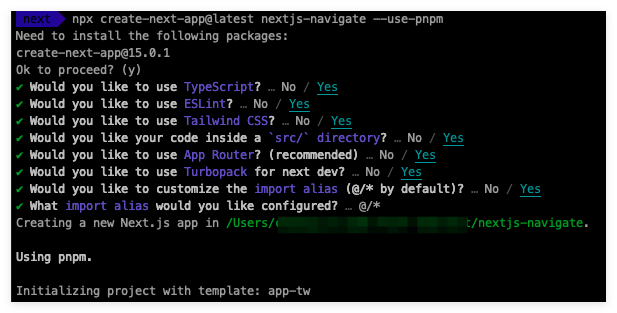 next npx create-next-app@latest nextjs-navigate --use-pnpm
Need to install the following packages:
create-next-app@15.0.1
Ok to proceed? (y)
✔ Would you like to use TypeScript? … No / Yes
✔ Would you like to use ESLint? … No / Yes
✔ Would you like to use Tailwind CSS? … No / Yes
✔ Would you like your code inside a `src/` directory? … No / Yes
✔ Would you like to use App Router? (recommended) … No / Yes
✔ Would you like to use Turbopack for next dev? … No / Yes
✔ Would you like to customize the import alias (@/* by default)? … No / Yes
✔ What import alias would you like configured? … @/*
Creating a new Next.js app in /Users/ t/nextjs-navigate.
Using pnpm.
Initializing project with template: app-tw